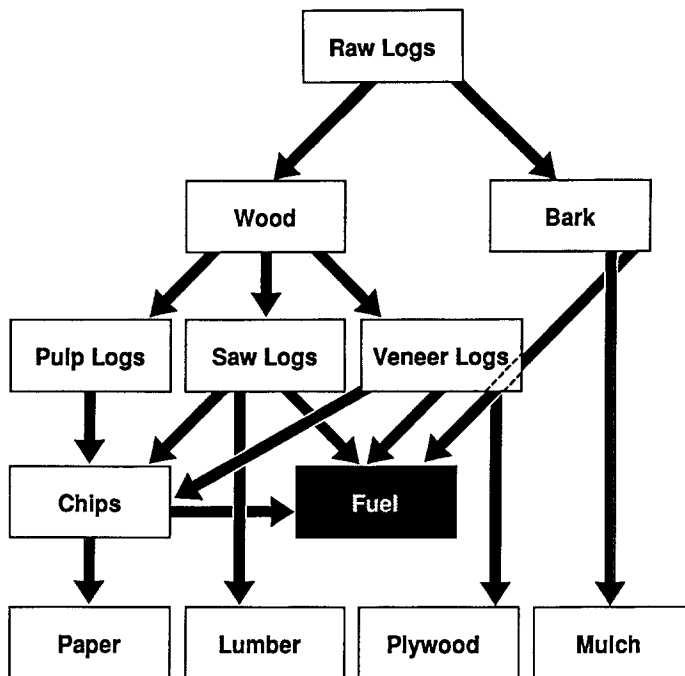 Raw Logs
Wood
Bark
Pulp Logs
Saw Logs
Veneer Logs
Chips
Fuel
Paper
Lumber
Plywood
Mulch